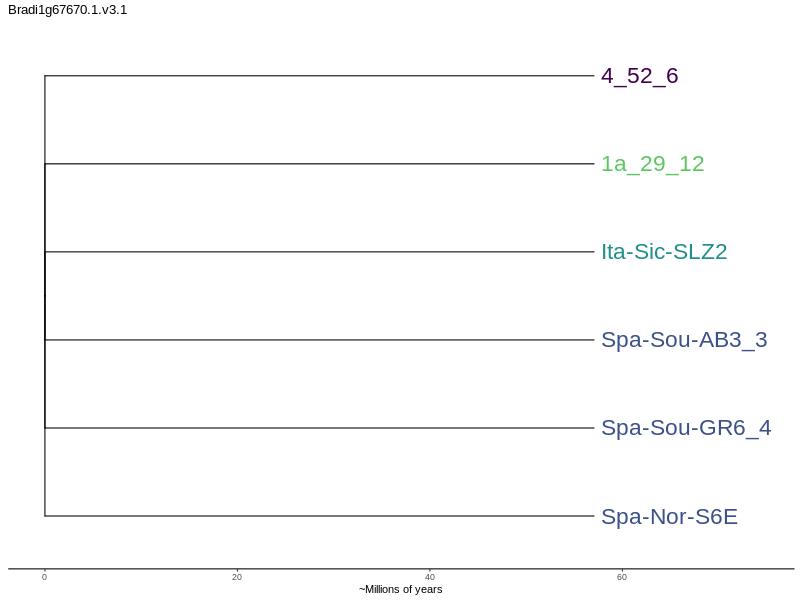 Bradi1g67670.1.v3.1
4_52_6
1a_29_12
Ita-Sic-SLZ2
Spa-Sou-AB3_3
Spa-Sou-GR6_4
Spa-Nor-S6E
0 20 40 60
~Millions of years